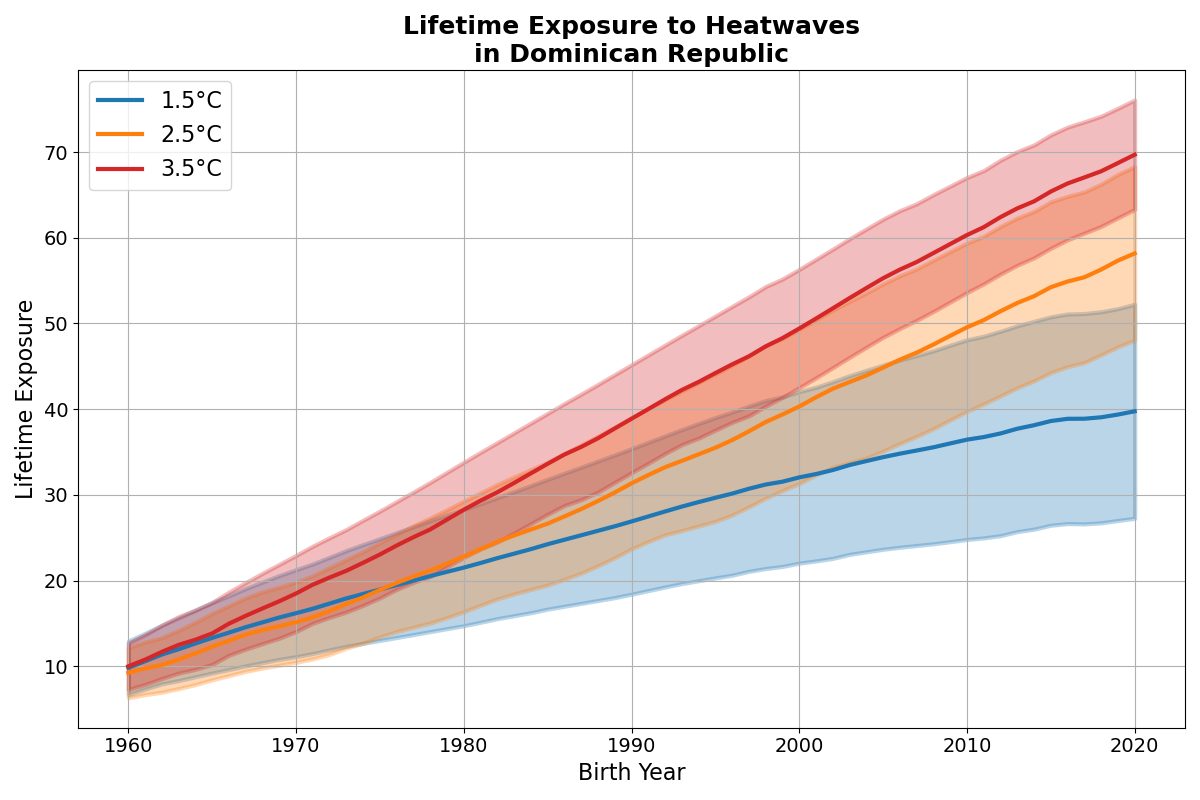 Lifetime Exposure to Heatwaves
in Dominican Republic
1.5°C
2.5°C
3.5°C
Lifetime Exposure
70
60
50
40
30
20
10
1960 1970 1980 1990 2000 2010 2020
Birth Year